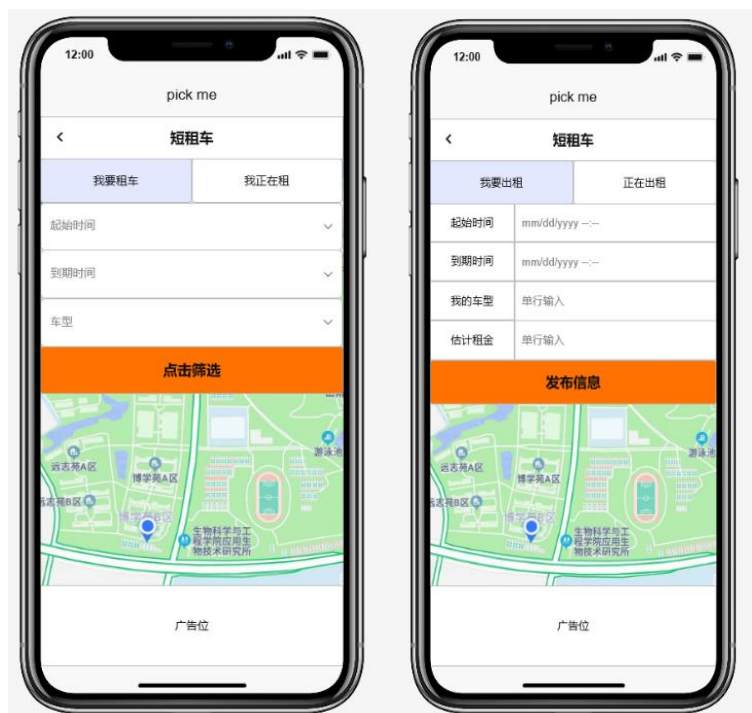 12:00
pick me
短租车
我要租车
我正在租
起始时间
到期时间
车型
点击筛选
远志苑A区
博学苑A区
游泳池
远志苑B区
博学苑B区
生物科学与工
程学院应用生
物技术研究所
广告位
12:00
pick me
短租车
我要出租
正在出租
起始时间
mm/dd/yyyy --:--
到期时间
mm/dd/yyyy --:--
我的车型
单行输入
估计租金
单行输入
发布信息
远志苑A区
博学苑A区
游泳池
远志苑B区
博学苑B区
生物科学与工
程学院应用生
物技术研究所
广告位